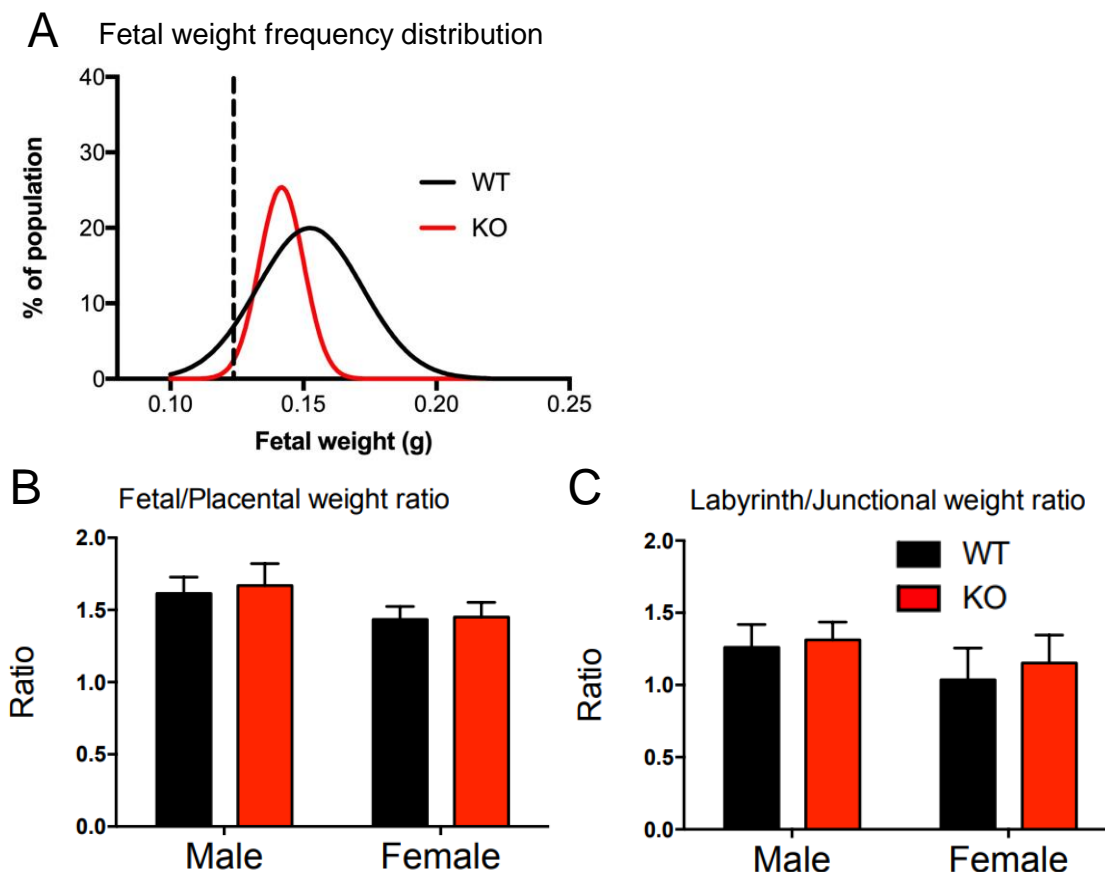 A Fetal weight frequency distribution
40
30
20
10
0
% of population
WT
KO
0.10 0.15 0.20 0.25
Fetal weight (g)
B Fetal/Placental weight ratio
2.0
1.5
1.0
0.5
0.0
Ratio
Male Female
C Labyrinth/Junctional weight ratio
2.0
1.5
1.0
0.5
0.0
Ratio
WT
KO
Male Female